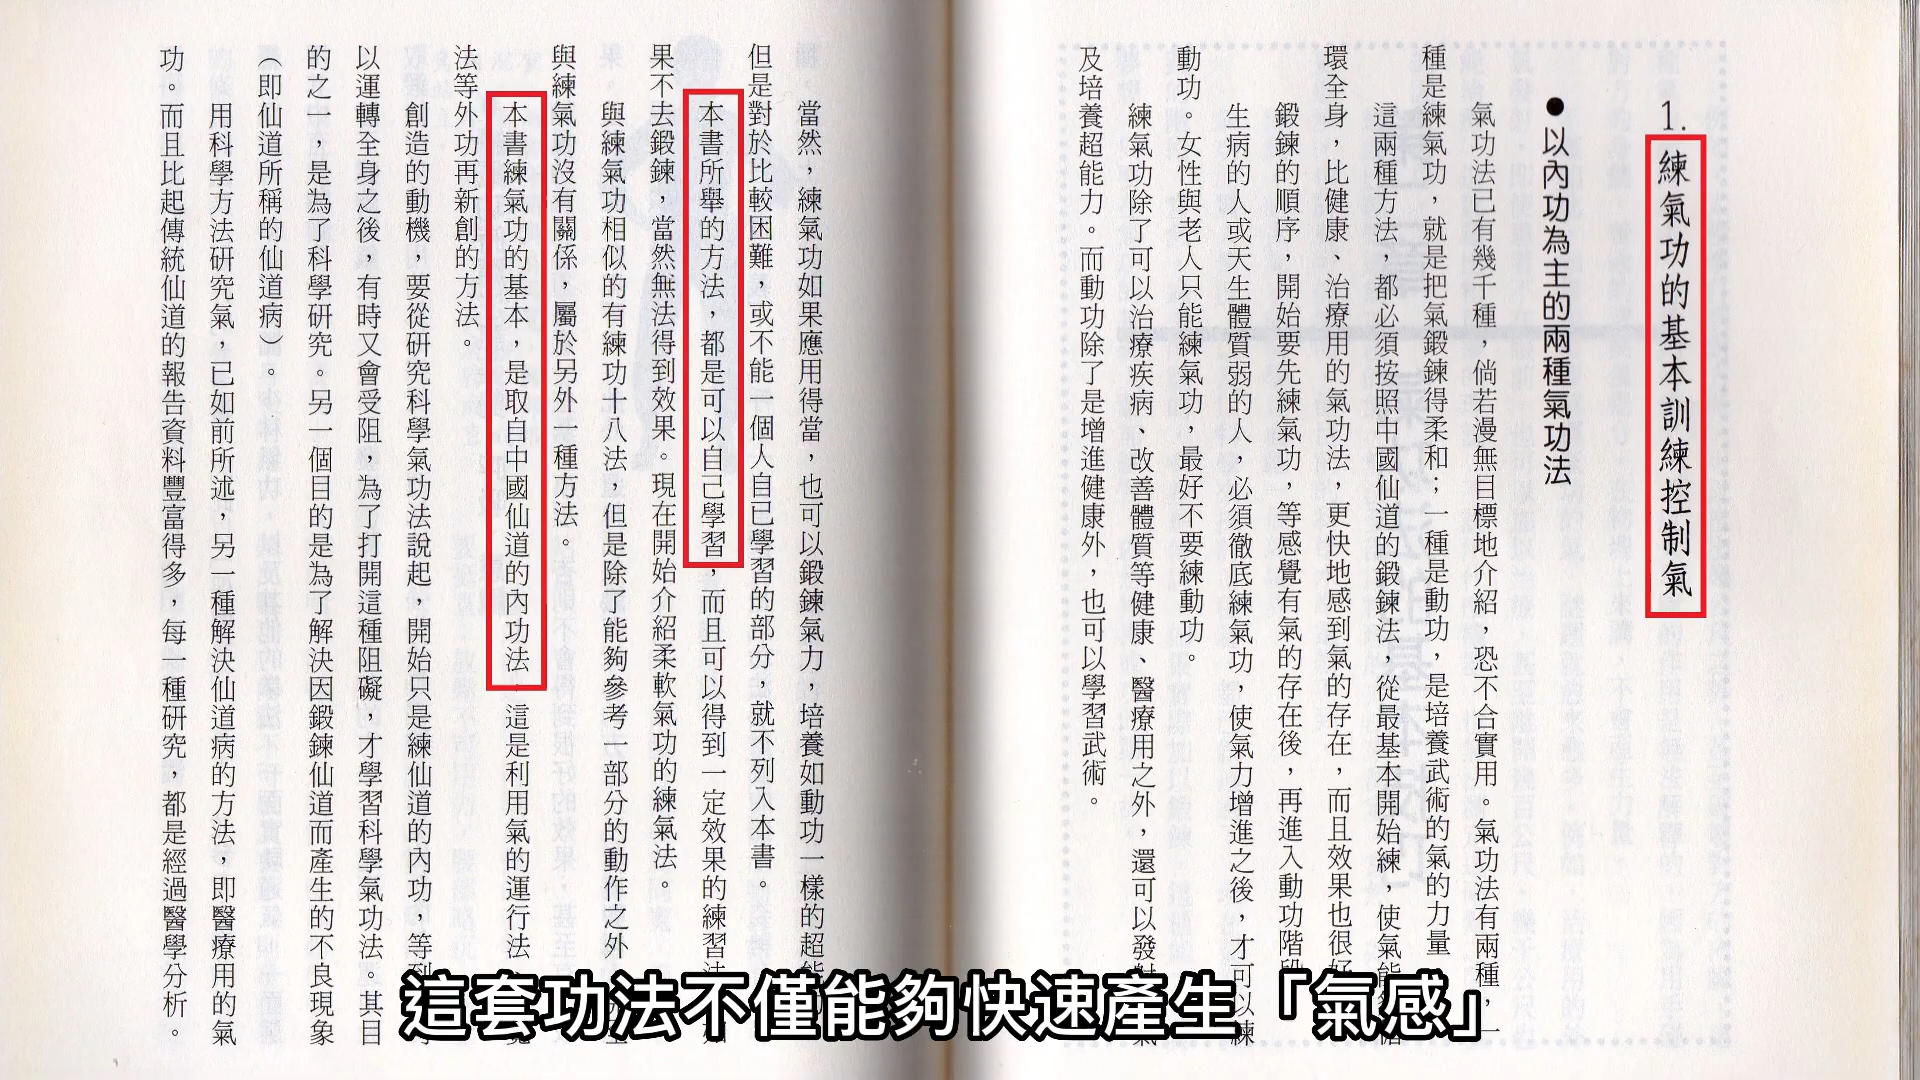 1. 練氣功的基本訓練控制氣
●以內功為主的兩種氣功法
氣功法已有幾千種，倘若漫無目標地介紹，恐不合實用。氣功法有兩種，一
種是練氣功，就是把氣鍛鍊得柔和；一種是動功，是培養武術的氣的力量
這兩種方法，都必須按照中國仙道的鍛鍊法，從最基本開始練，使氣能
環全身，比健康、治療用的氣功法，更快地感到氣的存在，而且效果也很好
鍛鍊的順序，開始要先練氣功，等感覺有氣的存在後，再進入動功階段
生病的人或天生體質弱的人，必須徹底練氣功，使氣力增進之後，才可以練
動功。女性與老人只能練氣功，最好不要練動功。
練氣功除了可以治療疾病、改善體質等健康、醫療用之外，還可以發射氣
及培養超能力。而動功除了是增進健康外，也可以學習武術。
當然，練氣功如果應用得當，也可以鍛鍊氣力，培養如動功一樣的超能
但是對於比較困難，或不能一個人自己學習的部分，就不列入本書。
本書所舉的方法，都是可以自己學習，而且可以得到一定效果的練習法
果不去鍛鍊，當然無法得到效果。現在開始介紹柔軟氣功的練氣法。
與練氣功相似的有練功十八法，但是除了能夠參考一部分的動作之外
與練氣功沒有關係，屬於另外一種方法。
本書練氣功的基本，是取自中國仙道的內功法，這是利用氣的運行法
法等外功再新創的方法。
創造的動機，要從研究科學氣功法說起，開始只是練仙道的內功，等到
以運轉全身之後，有時又會受阻，為了打開這種阻礙，才學習科學氣功法。其目
的之一，是為了科學研究。另一個目的是為了解決因鍛鍊仙道而產生的不良現象
（即仙道所稱的仙道病）。
用科學方法研究氣，已如前所述，另一種解決仙道病的方法，即醫療用的氣
功。而且比起傳統仙道的報告資料豐富得多，每一種研究，都是經過醫學分析。
這套功法不僅能夠快速產生「氣感」